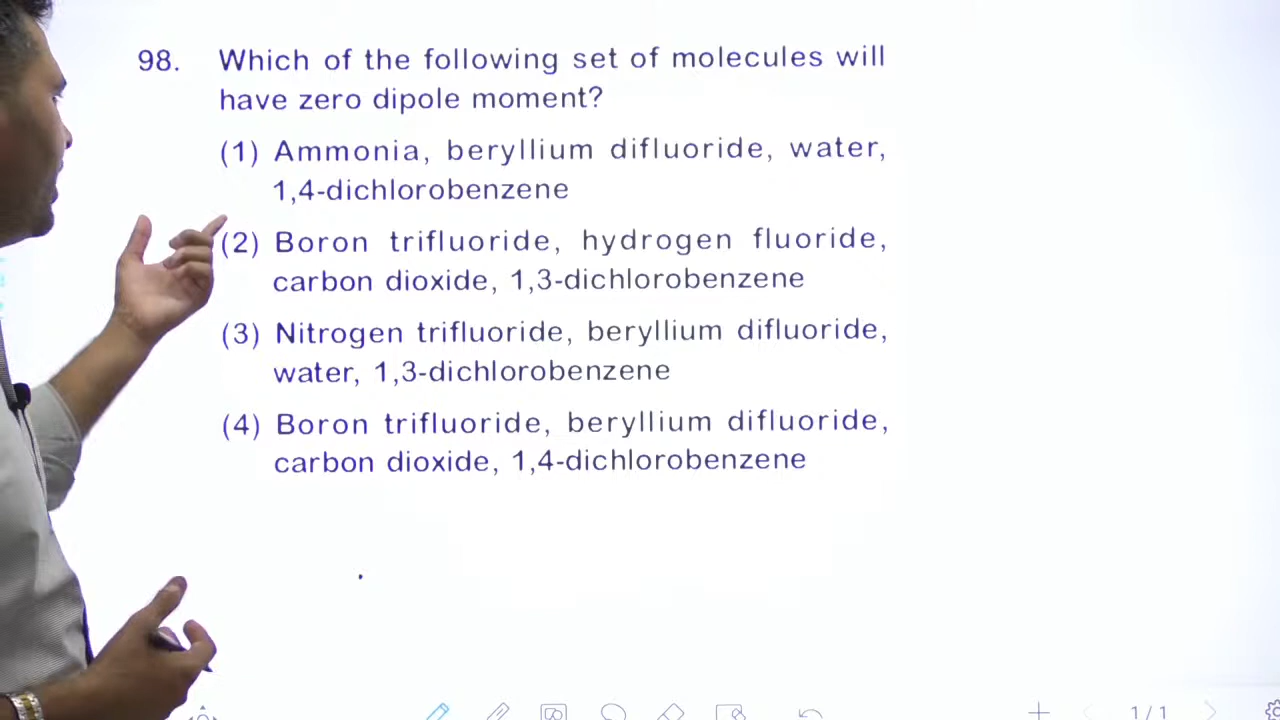 98. Which of the following set of molecules will
have zero dipole moment?
(1) Ammonia, beryllium difluoride, water,
1,4-dichlorobenzene
(2) Boron trifluoride, hydrogen fluoride,
carbon dioxide, 1,3-dichlorobenzene
(3) Nitrogen trifluoride, beryllium difluoride,
water, 1,3-dichlorobenzene
(4) Boron trifluoride, beryllium difluoride,
carbon dioxide, 1,4-dichlorobenzene
1/1